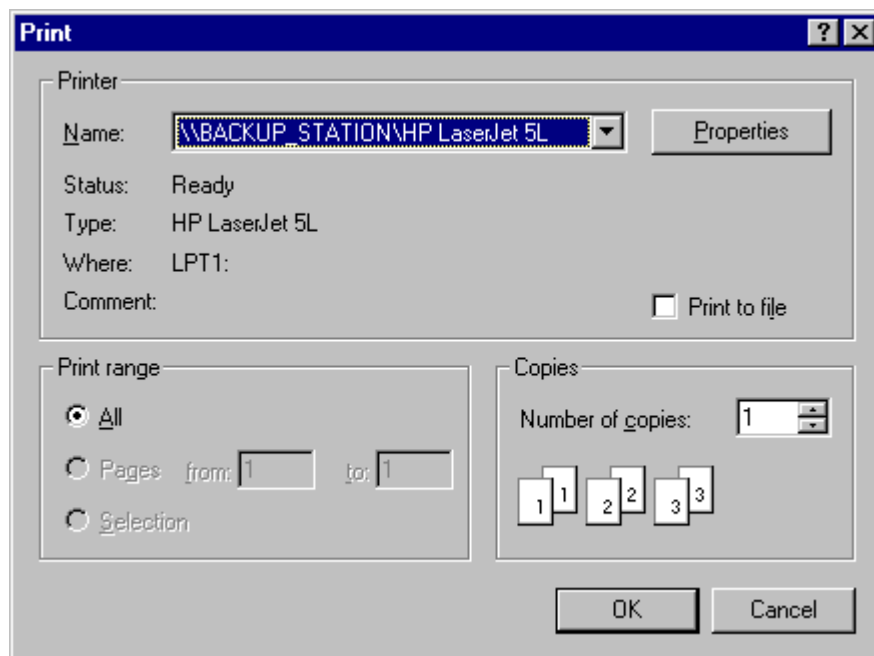 Print
Printer
Name: \\BACKUP_STATION\HP LaserJet 5L Properties
Status: Ready
Type: HP LaserJet 5L
Where: LPT1:
Comment: Print to file
Print range
All
Pages from: 1 to: 1
Selection
Copies
Number of copies: 1
1 1 2 2 3 3
OK Cancel